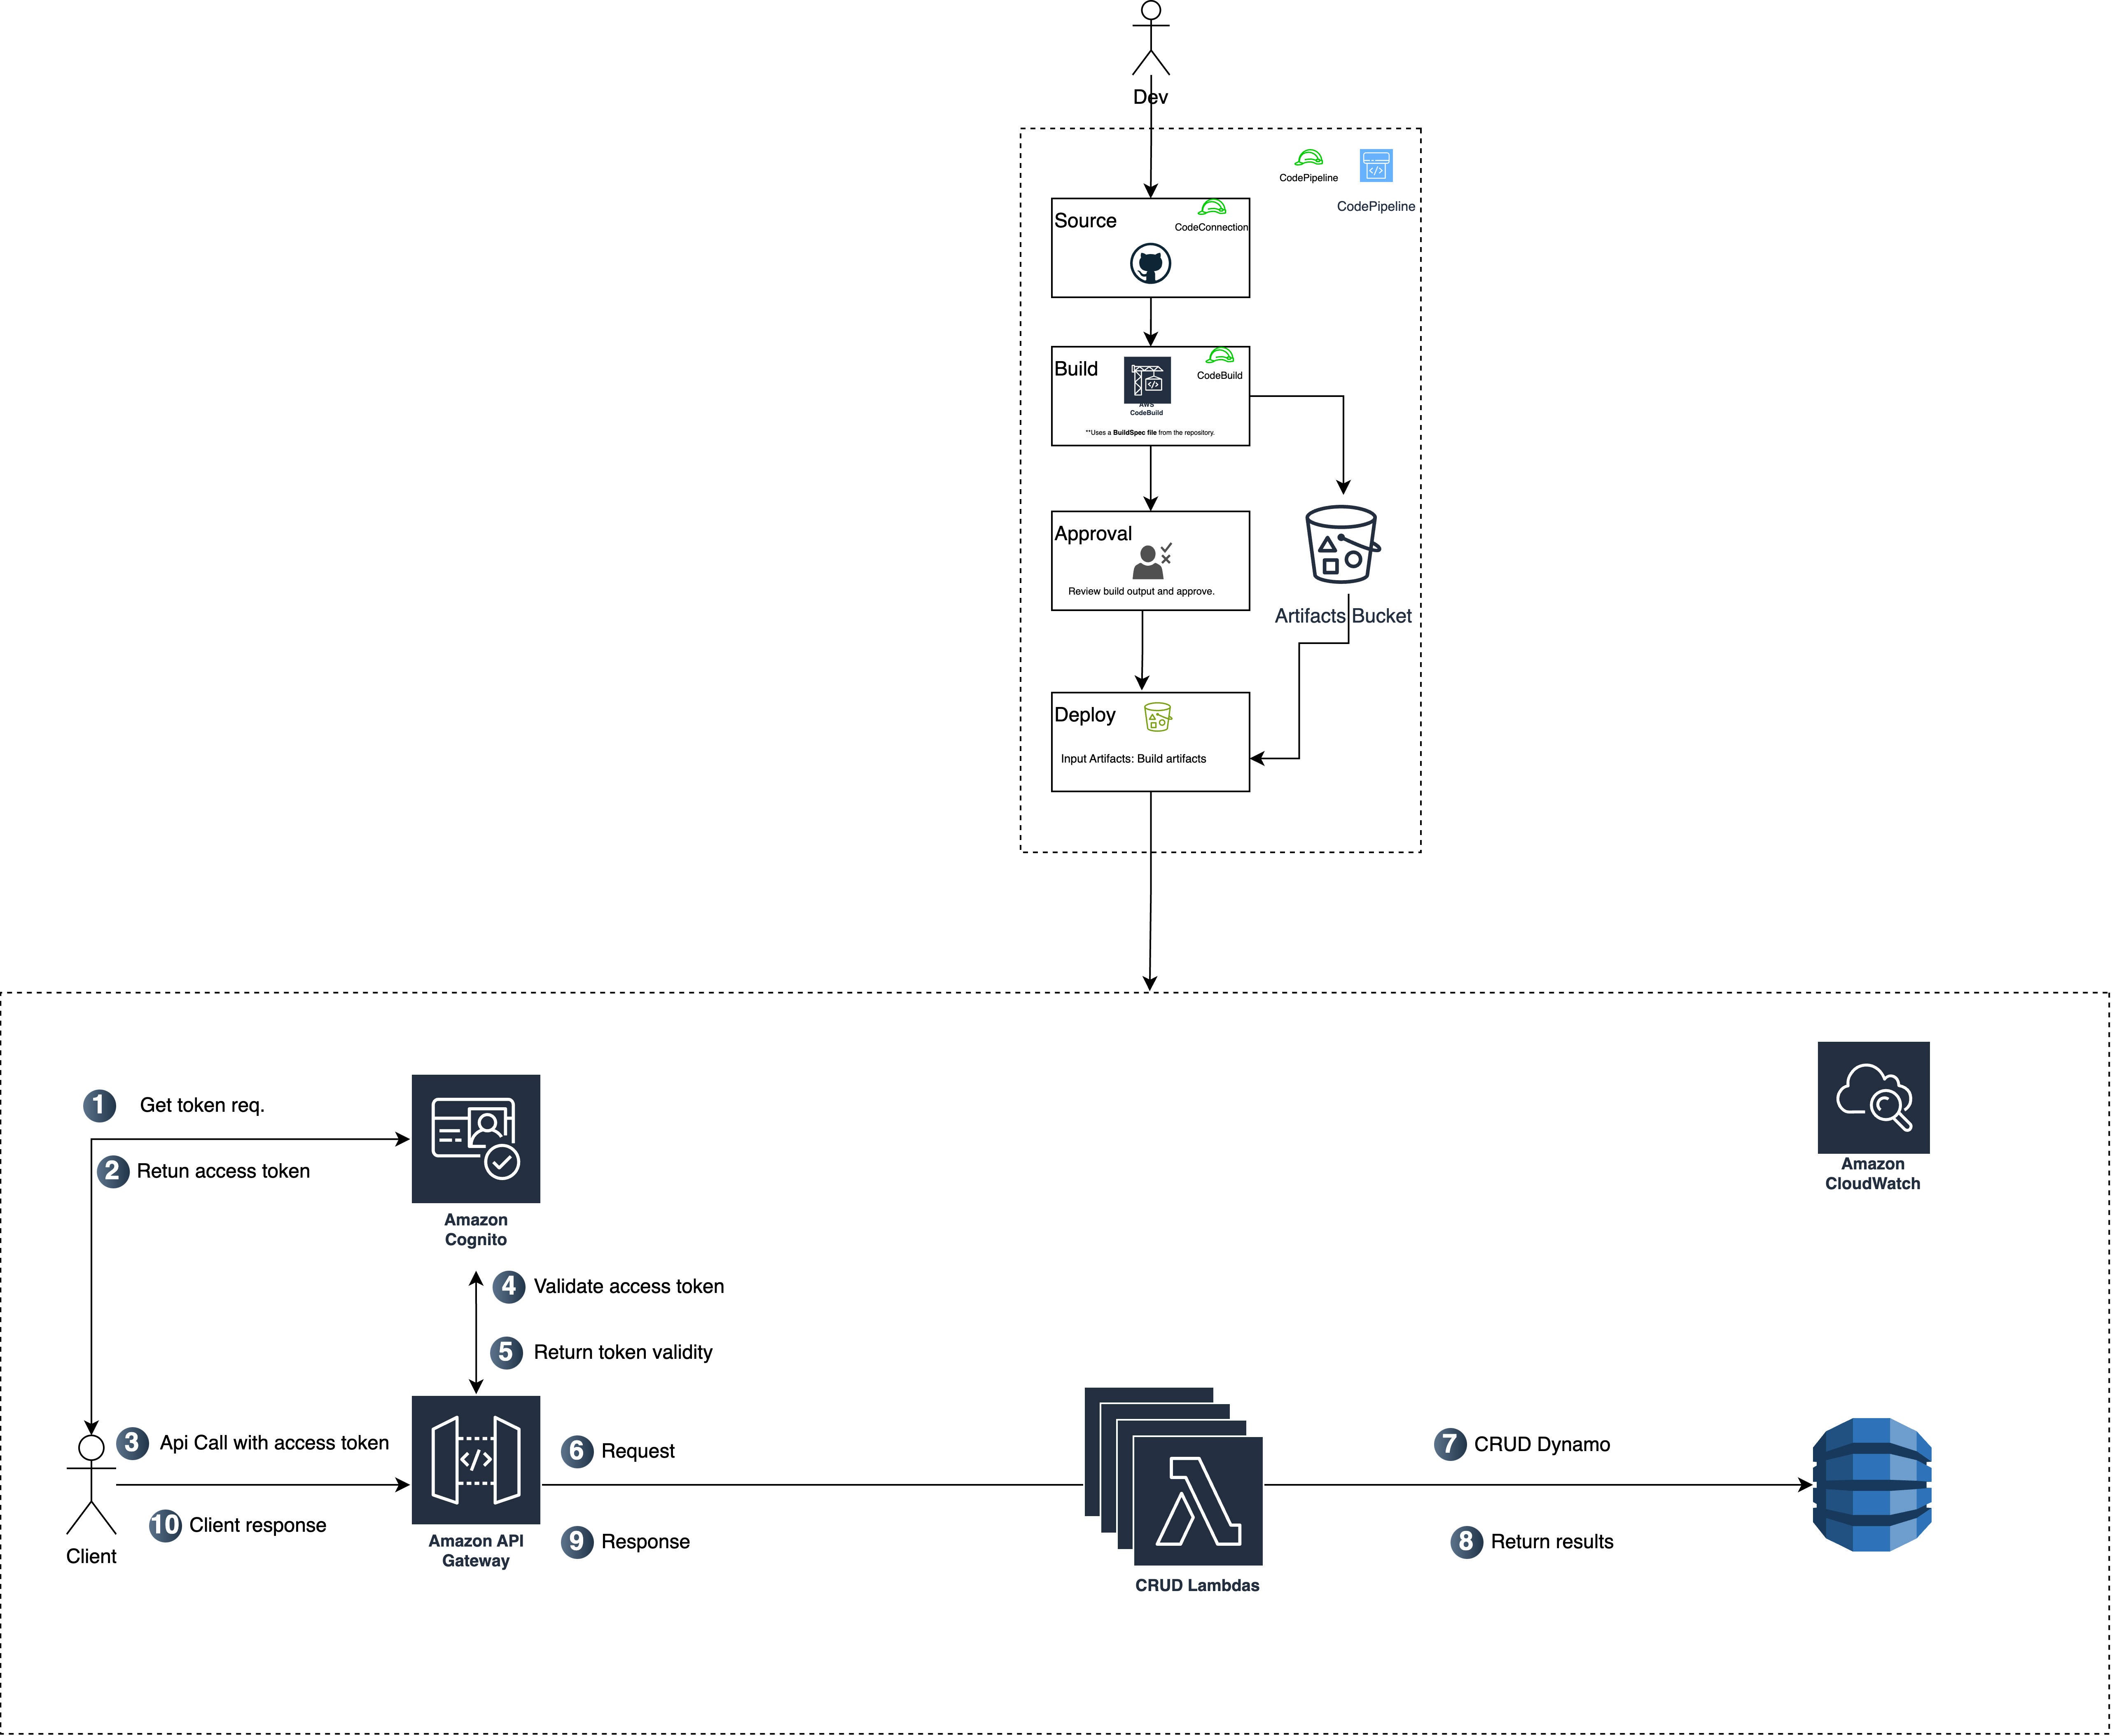 Dev
CodePipeline
CodePipeline
Source
CodeConnection
Build
CodeBuild
AWS
CodeBuild
**Uses a BuildSpec file from the repository.
Approval
Review build output and approve.
Artifacts Bucket
Deploy
Input Artifacts: Build artifacts
1 Get token req.
2 Retun access token
Amazon
Cognito
Amazon
CloudWatch
4 Validate access token
5 Return token validity
3 Api Call with access token
6 Request
7 CRUD Dynamo
10 Client response
9 Response
8 Return results
Client
Amazon API
Gateway
CRUD Lambdas